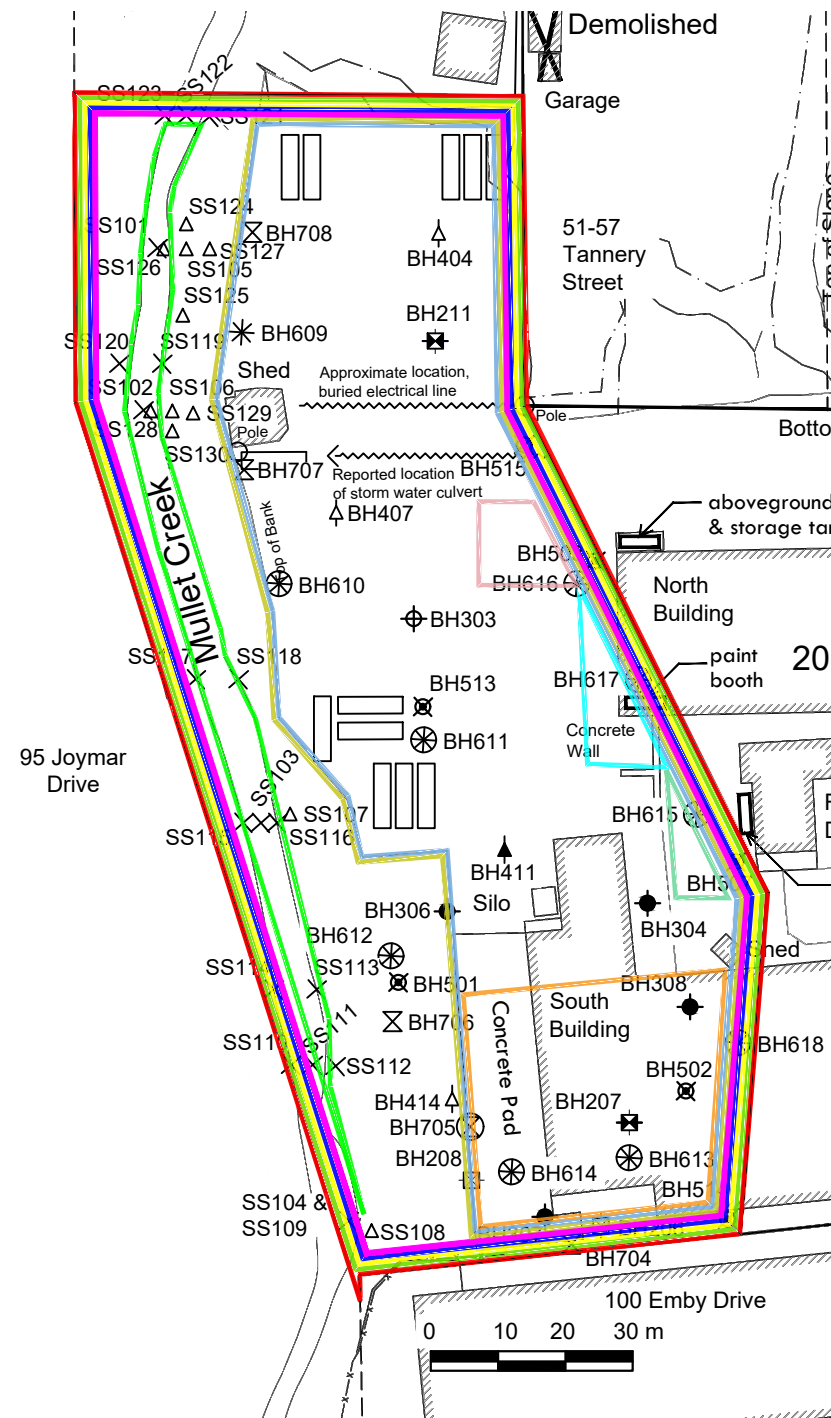 Demolished
Garage
SS123
SS122
SS124
SS101
BH708
SS127
SS126
SS105
BH404
51-57
Tannery
Street
SS125
BH211
BH609
SS120
SS119
Shed
Approximate location,
buried electrical line
SS102
SS106
SS129
Pole
Pole
SS130
BH707
BH515
Reported location
of storm water culvert
BH407
aboveground
Mullet Creek
BH616
BH610
North
Building
BH303
SS118
paint
booth
20
BH617
BH513
Concrete
Wall
BH611
95 Joymar
Drive
SS103
SS107
SS116
BH615
BH411
BH306
Silo
BH304
Shed
BH612
SS113
BH501
BH308
South
Building
BH706
Concrete Pad
SS111
SS112
BH618
BH502
BH414
BH207
BH705
BH208
BH614
BH613
SS104 &
SS109
SS108
BH704
100 Emby Drive
0 10 20 30 m